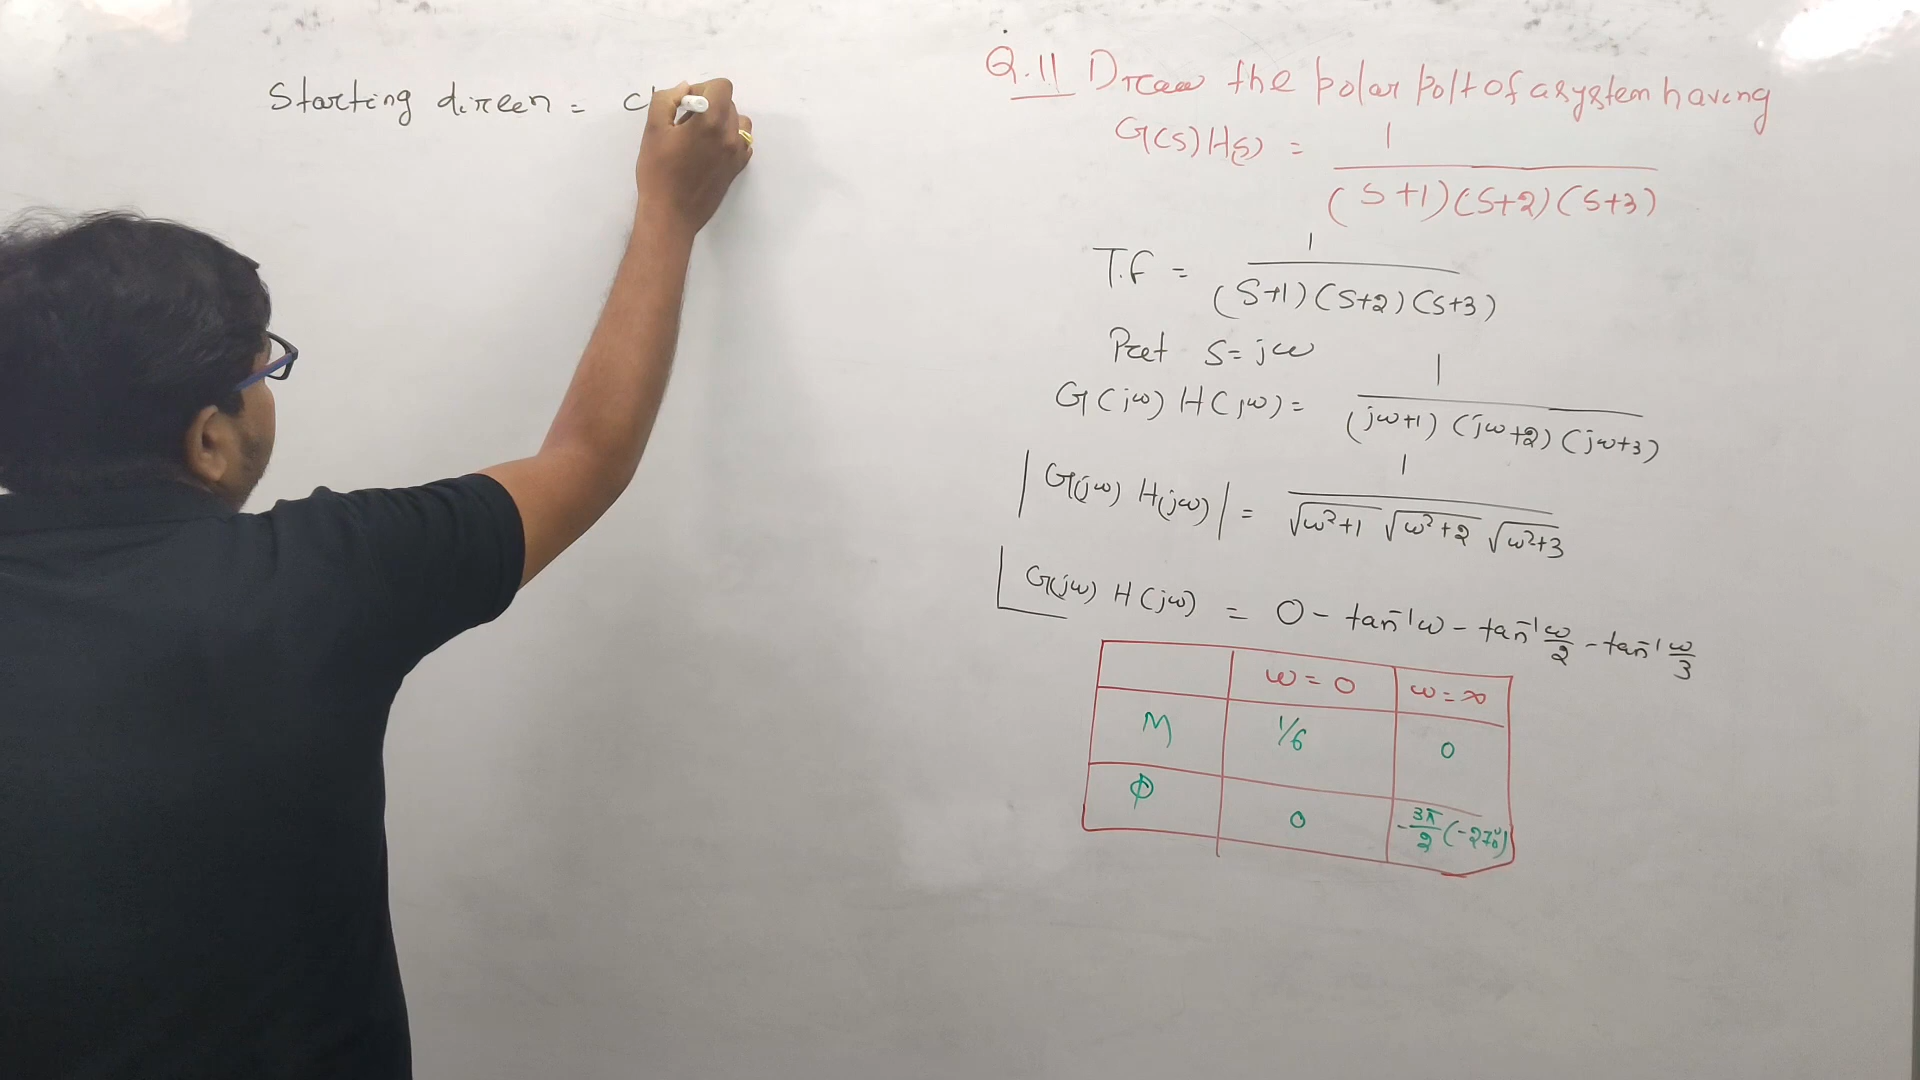 Starting direcn =
Q.11 Draw the polar polt of a system having
G(s)H(s) = 1 / (S+1)(S+2)(S+3)
T.F = 1 / (S+1)(S+2)(S+3)
Put S=jω
G(jω) H(jω) = 1 / (jω+1)(jω+2)(jω+3)
|G(jω) H(jω)| = 1 / √ω²+1 √ω²+2 √ω²+3
∠G(jω) H(jω) = 0 - tan⁻¹ω - tan⁻¹ω/2 - tan⁻¹ω/3
ω=0 ω=∞
M 1/6 0
Φ 0 -3π/2 (-270°)